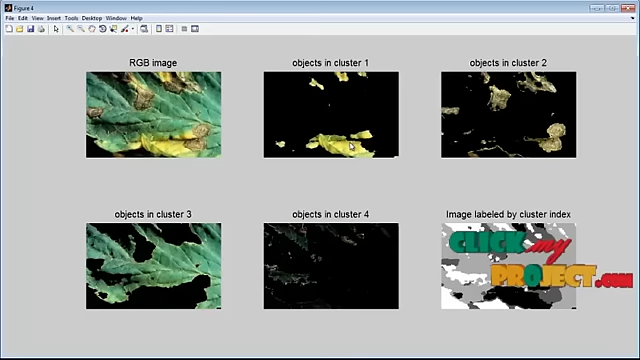 Figure 4
File Edit View Insert Tools Desktop Window Help
RGB image
objects in cluster 1
objects in cluster 2
objects in cluster 3
objects in cluster 4
Image labeled by cluster index
CLICK my
PROJECT.com